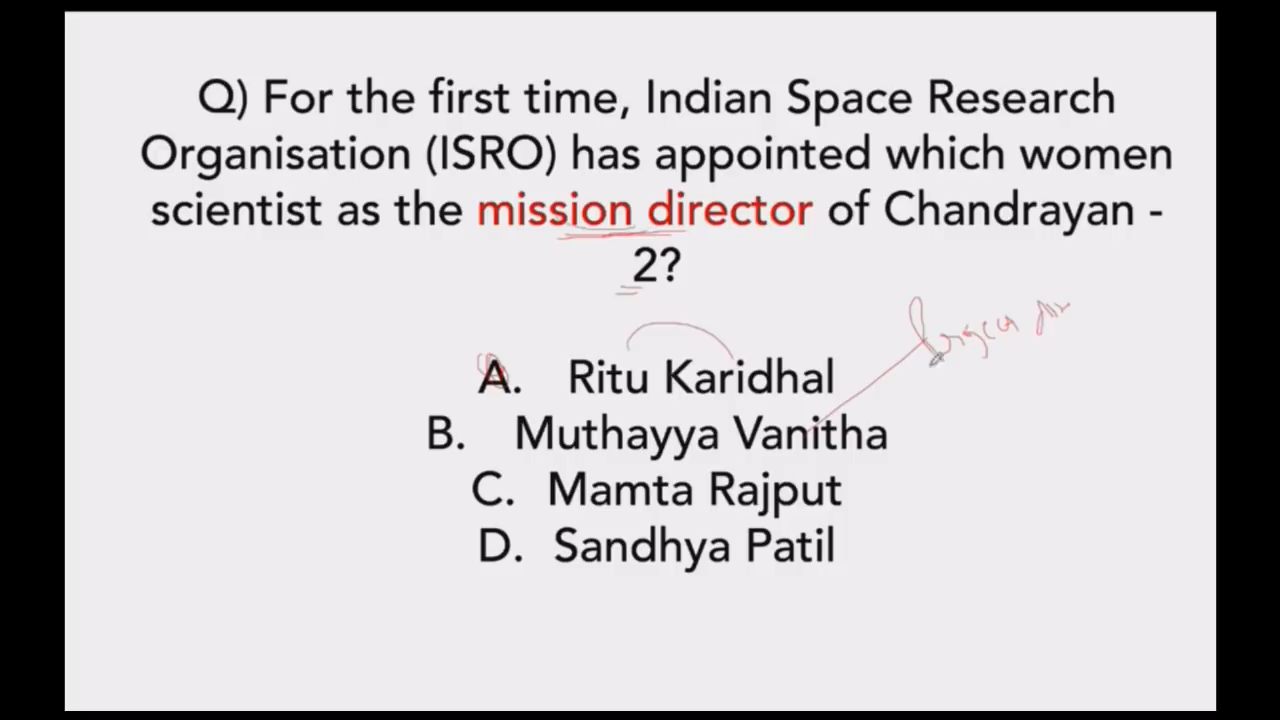 Q) For the first time, Indian Space Research
Organisation (ISRO) has appointed which women
scientist as the mission director of Chandrayan -
2?
A. Ritu Karidhal
B. Muthayya Vanitha
C. Mamta Rajput
D. Sandhya Patil